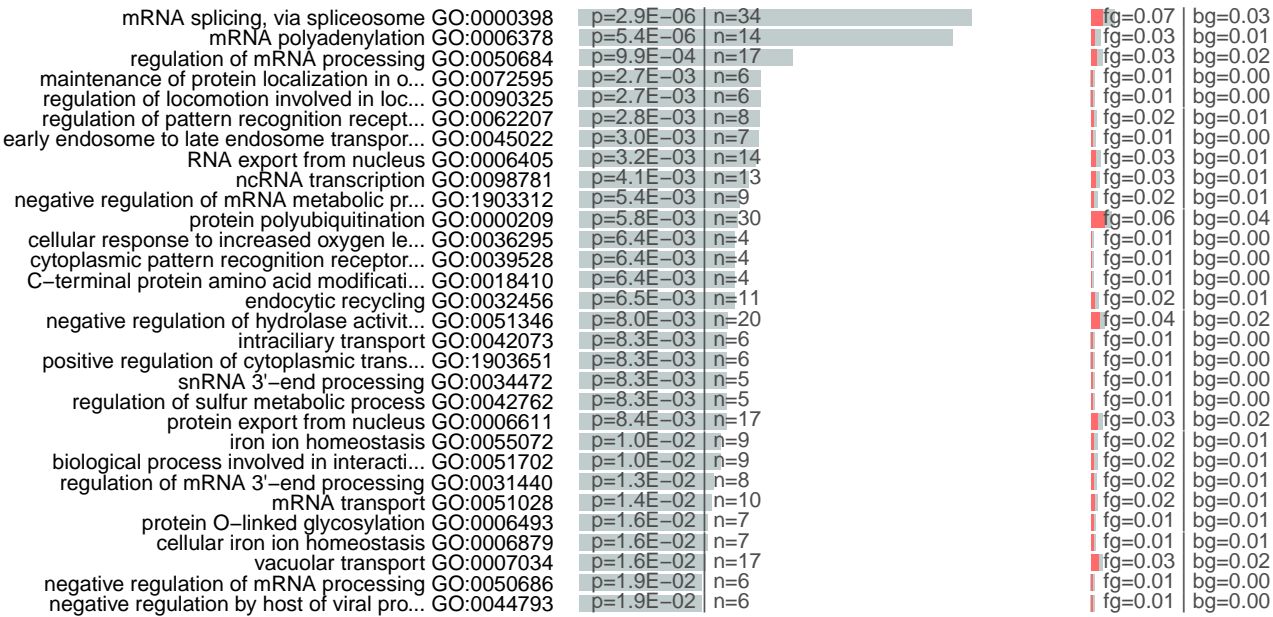 mRNA splicing, via spliceosome GO:0000398 p=2.9E−06 n=34 fg=0.07 bg=0.03
mRNA polyadenylation GO:0006378 p=5.4E−06 n=14 fg=0.03 bg=0.01
regulation of mRNA processing GO:0050684 p=9.9E−04 n=17 fg=0.03 bg=0.02
maintenance of protein localization in o... GO:0072595 p=2.7E−03 n=6 fg=0.01 bg=0.00
regulation of locomotion involved in loc... GO:0090325 p=2.7E−03 n=6 fg=0.01 bg=0.00
regulation of pattern recognition recept... GO:0062207 p=2.8E−03 n=8 fg=0.02 bg=0.01
early endosome to late endosome transpor... GO:0045022 p=3.0E−03 n=7 fg=0.01 bg=0.00
RNA export from nucleus GO:0006405 p=3.2E−03 n=14 fg=0.03 bg=0.01
ncRNA transcription GO:0098781 p=4.1E−03 n=13 fg=0.03 bg=0.01
negative regulation of mRNA metabolic pr... GO:1903312 p=5.4E−03 n=9 fg=0.02 bg=0.01
protein polyubiquitination GO:0000209 p=5.8E−03 n=30 fg=0.06 bg=0.04
cellular response to increased oxygen le... GO:0036295 p=6.4E−03 n=4 fg=0.01 bg=0.00
cytoplasmic pattern recognition receptor... GO:0039528 p=6.4E−03 n=4 fg=0.01 bg=0.00
C−terminal protein amino acid modificati... GO:0018410 p=6.4E−03 n=4 fg=0.01 bg=0.00
endocytic recycling GO:0032456 p=6.5E−03 n=11 fg=0.02 bg=0.01
negative regulation of hydrolase activit... GO:0051346 p=8.0E−03 n=20 fg=0.04 bg=0.02
intraciliary transport GO:0042073 p=8.3E−03 n=6 fg=0.01 bg=0.00
positive regulation of cytoplasmic trans... GO:1903651 p=8.3E−03 n=6 fg=0.01 bg=0.00
snRNA 3'−end processing GO:0034472 p=8.3E−03 n=5 fg=0.01 bg=0.00
regulation of sulfur metabolic process GO:0042762 p=8.3E−03 n=5 fg=0.01 bg=0.00
protein export from nucleus GO:0006611 p=8.4E−03 n=17 fg=0.03 bg=0.02
iron ion homeostasis GO:0055072 p=1.0E−02 n=9 fg=0.02 bg=0.01
biological process involved in interacti... GO:0051702 p=1.0E−02 n=9 fg=0.02 bg=0.01
regulation of mRNA 3'−end processing GO:0031440 p=1.3E−02 n=8 fg=0.02 bg=0.01
mRNA transport GO:0051028 p=1.4E−02 n=10 fg=0.02 bg=0.01
protein O−linked glycosylation GO:0006493 p=1.6E−02 n=7 fg=0.01 bg=0.01
cellular iron ion homeostasis GO:0006879 p=1.6E−02 n=7 fg=0.01 bg=0.01
vacuolar transport GO:0007034 p=1.6E−02 n=17 fg=0.03 bg=0.02
negative regulation of mRNA processing GO:0050686 p=1.9E−02 n=6 fg=0.01 bg=0.00
negative regulation by host of viral pro... GO:0044793 p=1.9E−02 n=6 fg=0.01 bg=0.00